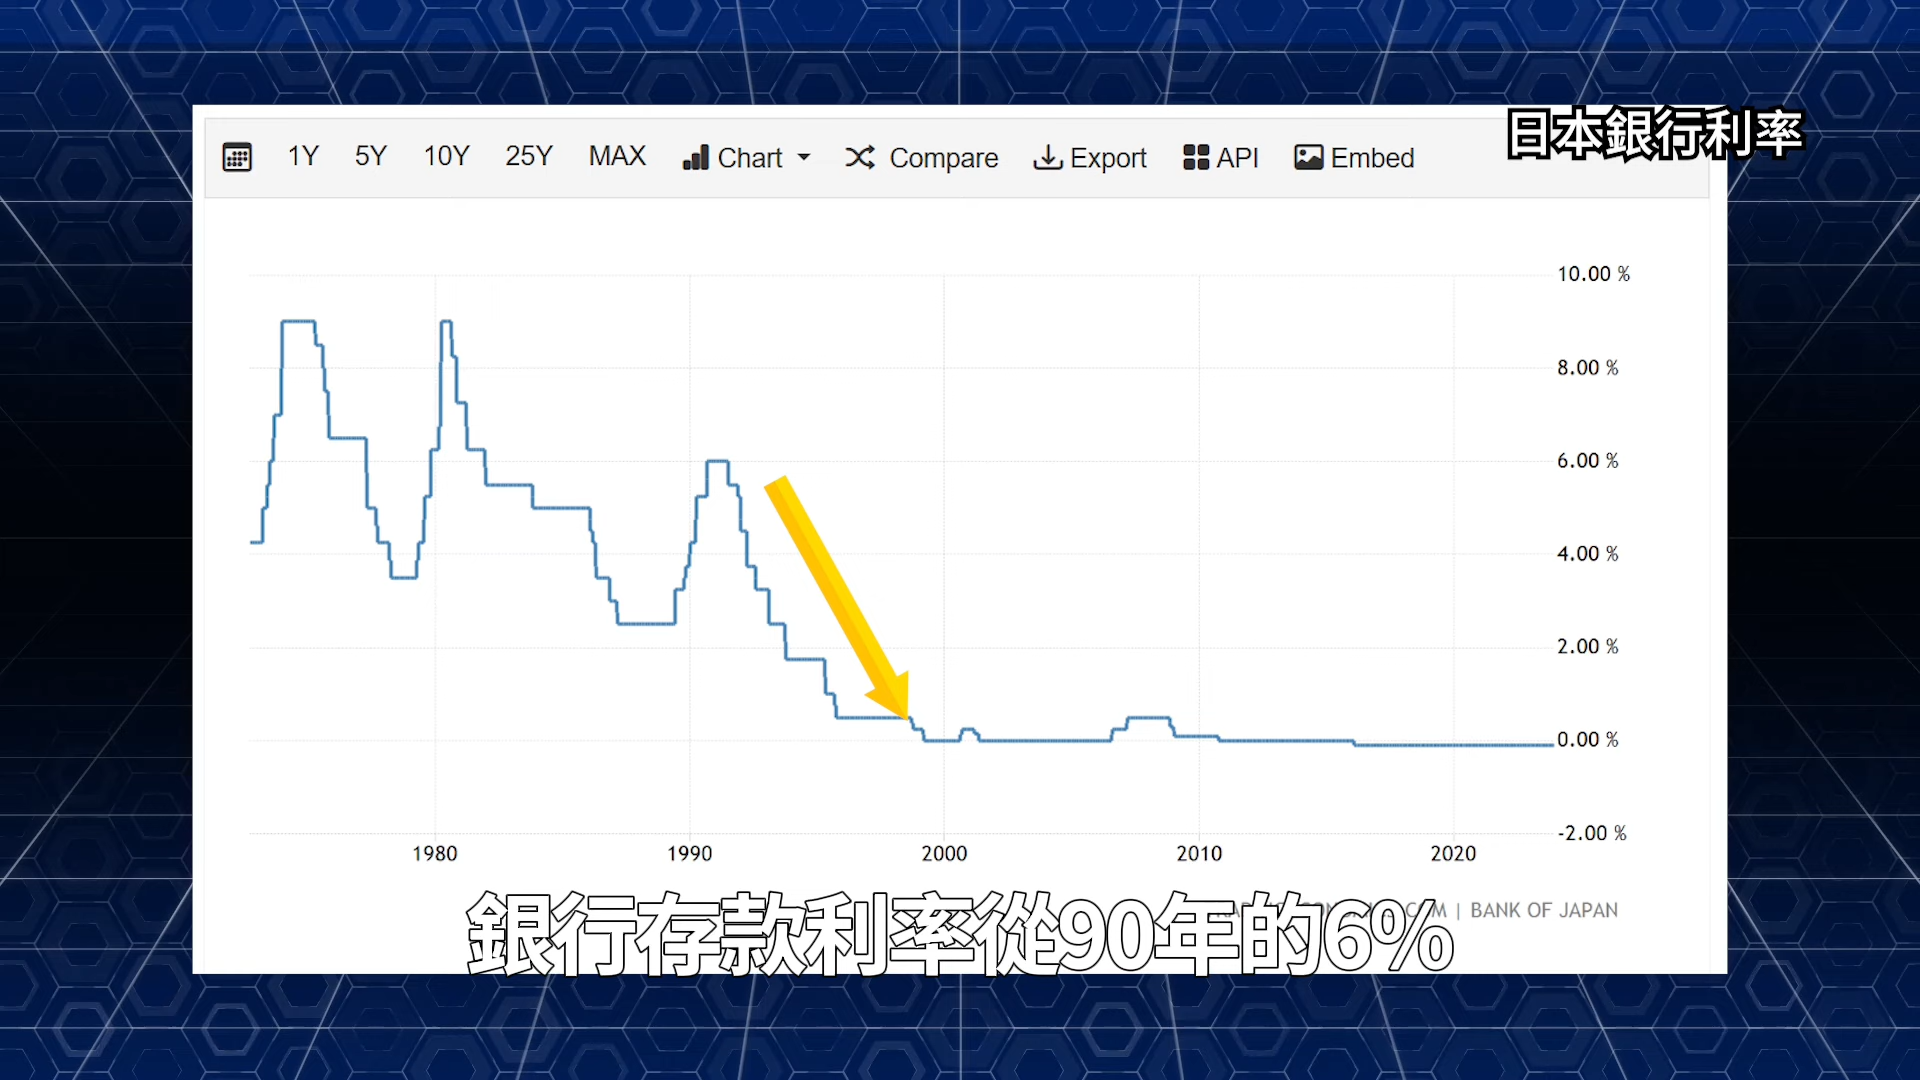 日本銀行利率
1Y 5Y 10Y 25Y MAX Chart Compare Export API Embed
10.00 %
8.00 %
6.00 %
4.00 %
2.00 %
0.00 %
-2.00 %
1980 1990 2000 2010 2020
| BANK OF JAPAN
銀行存款利率從90年的6%